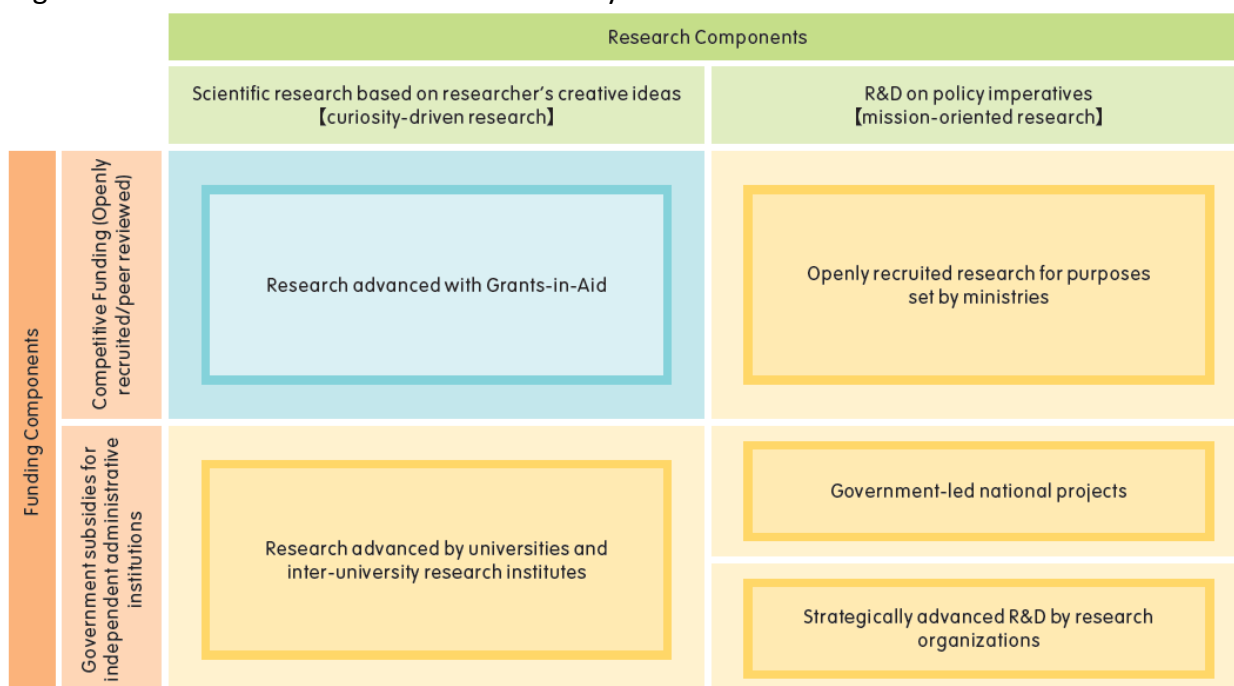 Research Components
Scientific research based on researcher's creative ideas
【curiosity-driven research】
R&D on policy imperatives
【mission-oriented research】
Funding Components
Competitive Funding (Openly
recruited/peer reviewed)
Research advanced with Grants-in-Aid
Openly recruited research for purposes
set by ministries
Government subsidies for
independent administrative
institutions
Research advanced by universities and
inter-university research institutes
Government-led national projects
Strategically advanced R&D by research
organizations